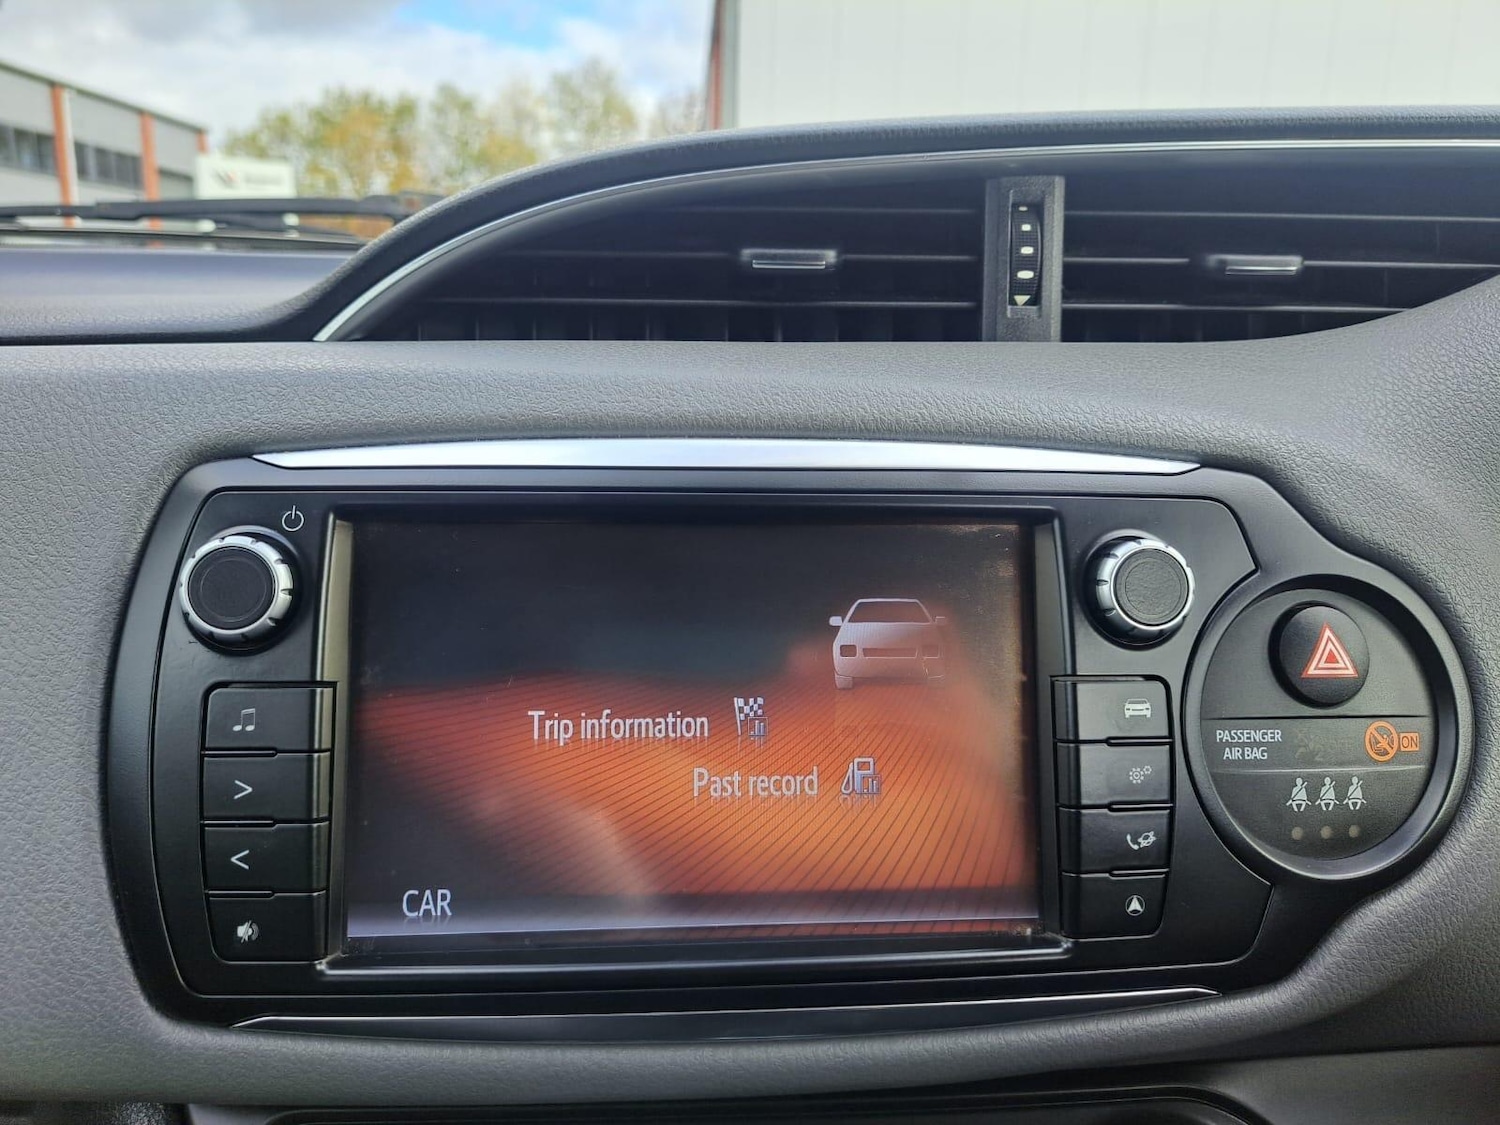 Trip information
Past record
CAR
PASSENGER
AIR BAG
ON